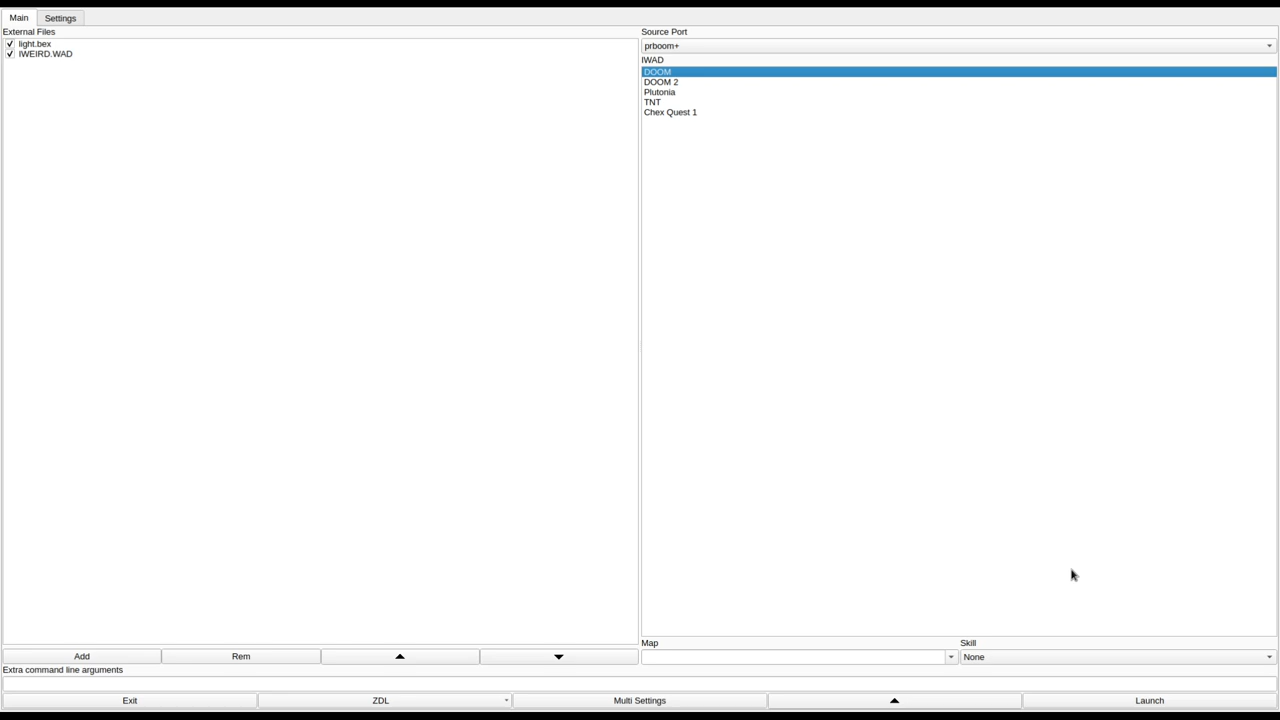 Main
Settings
External Files
light.bex
IWEIRD.WAD
Source Port
prboom+
IWAD
DOOM
DOOM 2
Plutonia
TNT
Chex Quest 1
Map
Skill
None
Add
Rem
Extra command line arguments
Exit
ZDL
Multi Settings
Launch